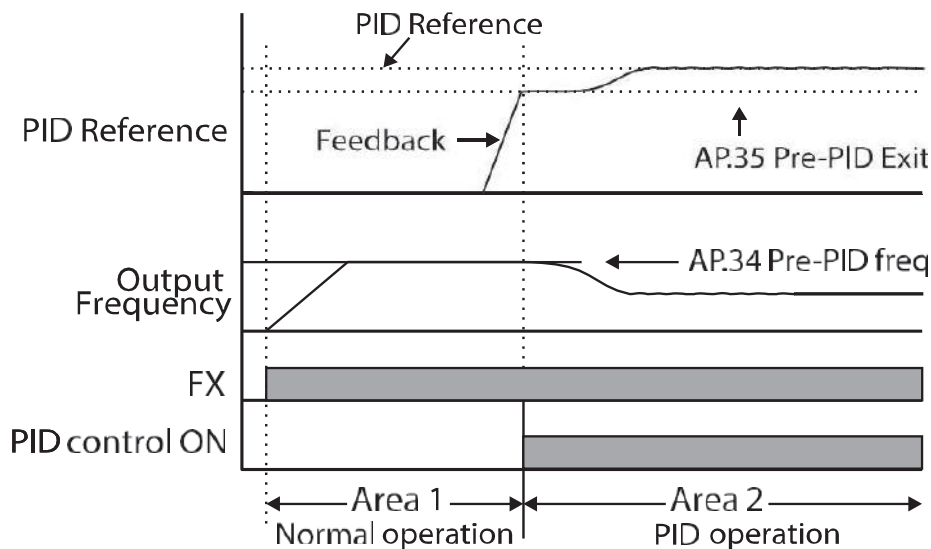 PID Reference
PID Reference
Feedback
AP.35 Pre-PID Exit
Output
Frequency
AP.34 Pre-PID freq
FX
PID control ON
Area 1
Area 2
Normal operation
PID operation